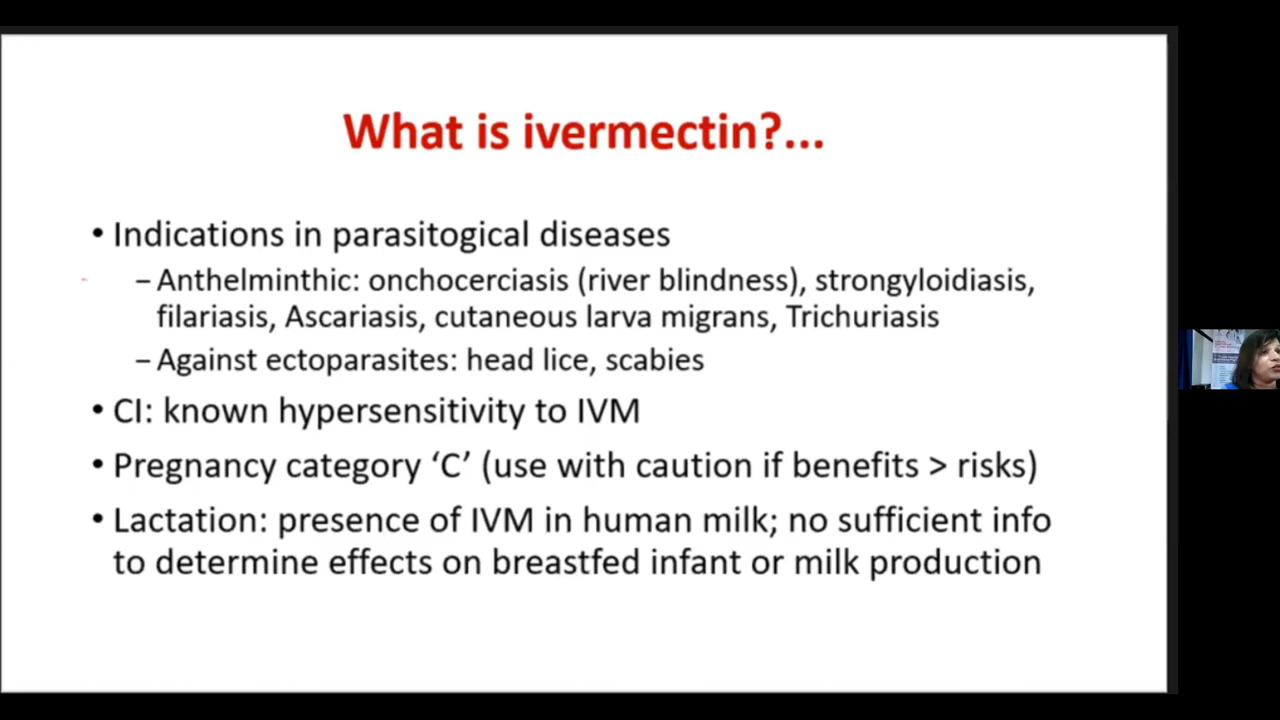 What is ivermectin?...
• Indications in parasitogical diseases
– Anthelminthic: onchocerciasis (river blindness), strongyloidiasis,
filariasis, Ascariasis, cutaneous larva migrans, Trichuriasis
– Against ectoparasites: head lice, scabies
• CI: known hypersensitivity to IVM
• Pregnancy category ‘C’ (use with caution if benefits > risks)
• Lactation: presence of IVM in human milk; no sufficient info
to determine effects on breastfed infant or milk production